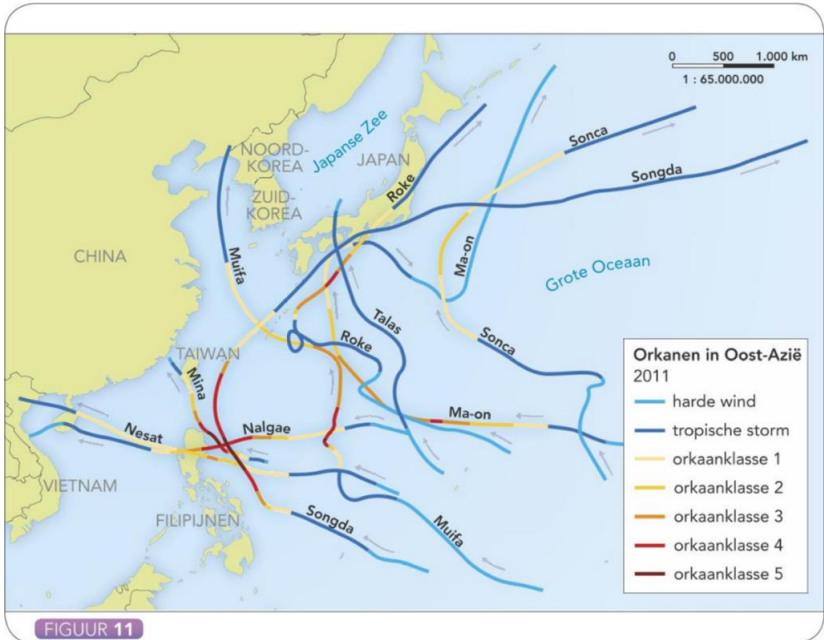 0 500 1.000 km
1 : 65.000.000
NOORD-
KOREA
Japanse Zee
JAPAN
Sonca
Songda
Roke
ZUID-
KOREA
CHINA
Muifa
Ma-on
Grote Oceaan
Talas
Roke
Sonca
TAIWAN
Mina
Ma-on
Nesat
Nalgae
VIETNAM
FILIPIJNEN
Songda
Muifa
Orkanen in Oost-Azië
2011
harde wind
tropische storm
orkaanklasse 1
orkaanklasse 2
orkaanklasse 3
orkaanklasse 4
orkaanklasse 5
FIGUUR 11